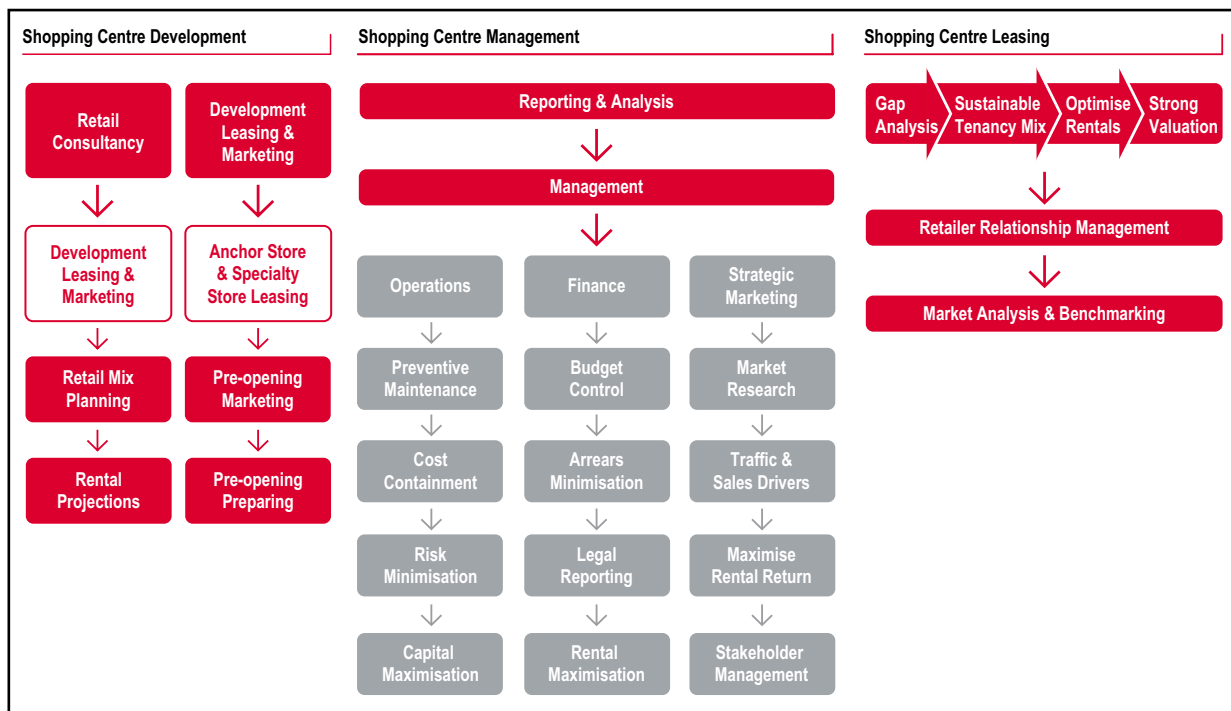 Shopping Centre Development
Retail
Consultancy
Development
Leasing &
Marketing
Development
Leasing &
Marketing
Anchor Store
& Specialty
Store Leasing
Retail Mix
Planning
Pre-opening
Marketing
Rental
Projections
Pre-opening
Preparing
Shopping Centre Management
Reporting & Analysis
Management
Operations
Finance
Strategic
Marketing
Preventive
Maintenance
Budget
Control
Market
Research
Cost
Containment
Arrears
Minimisation
Traffic &
Sales Drivers
Risk
Minimisation
Legal
Reporting
Maximise
Rental Return
Capital
Maximisation
Rental
Maximisation
Stakeholder
Management
Shopping Centre Leasing
Gap
Analysis
Sustainable
Tenancy Mix
Optimise
Rentals
Strong
Valuation
Retailer Relationship Management
Market Analysis & Benchmarking